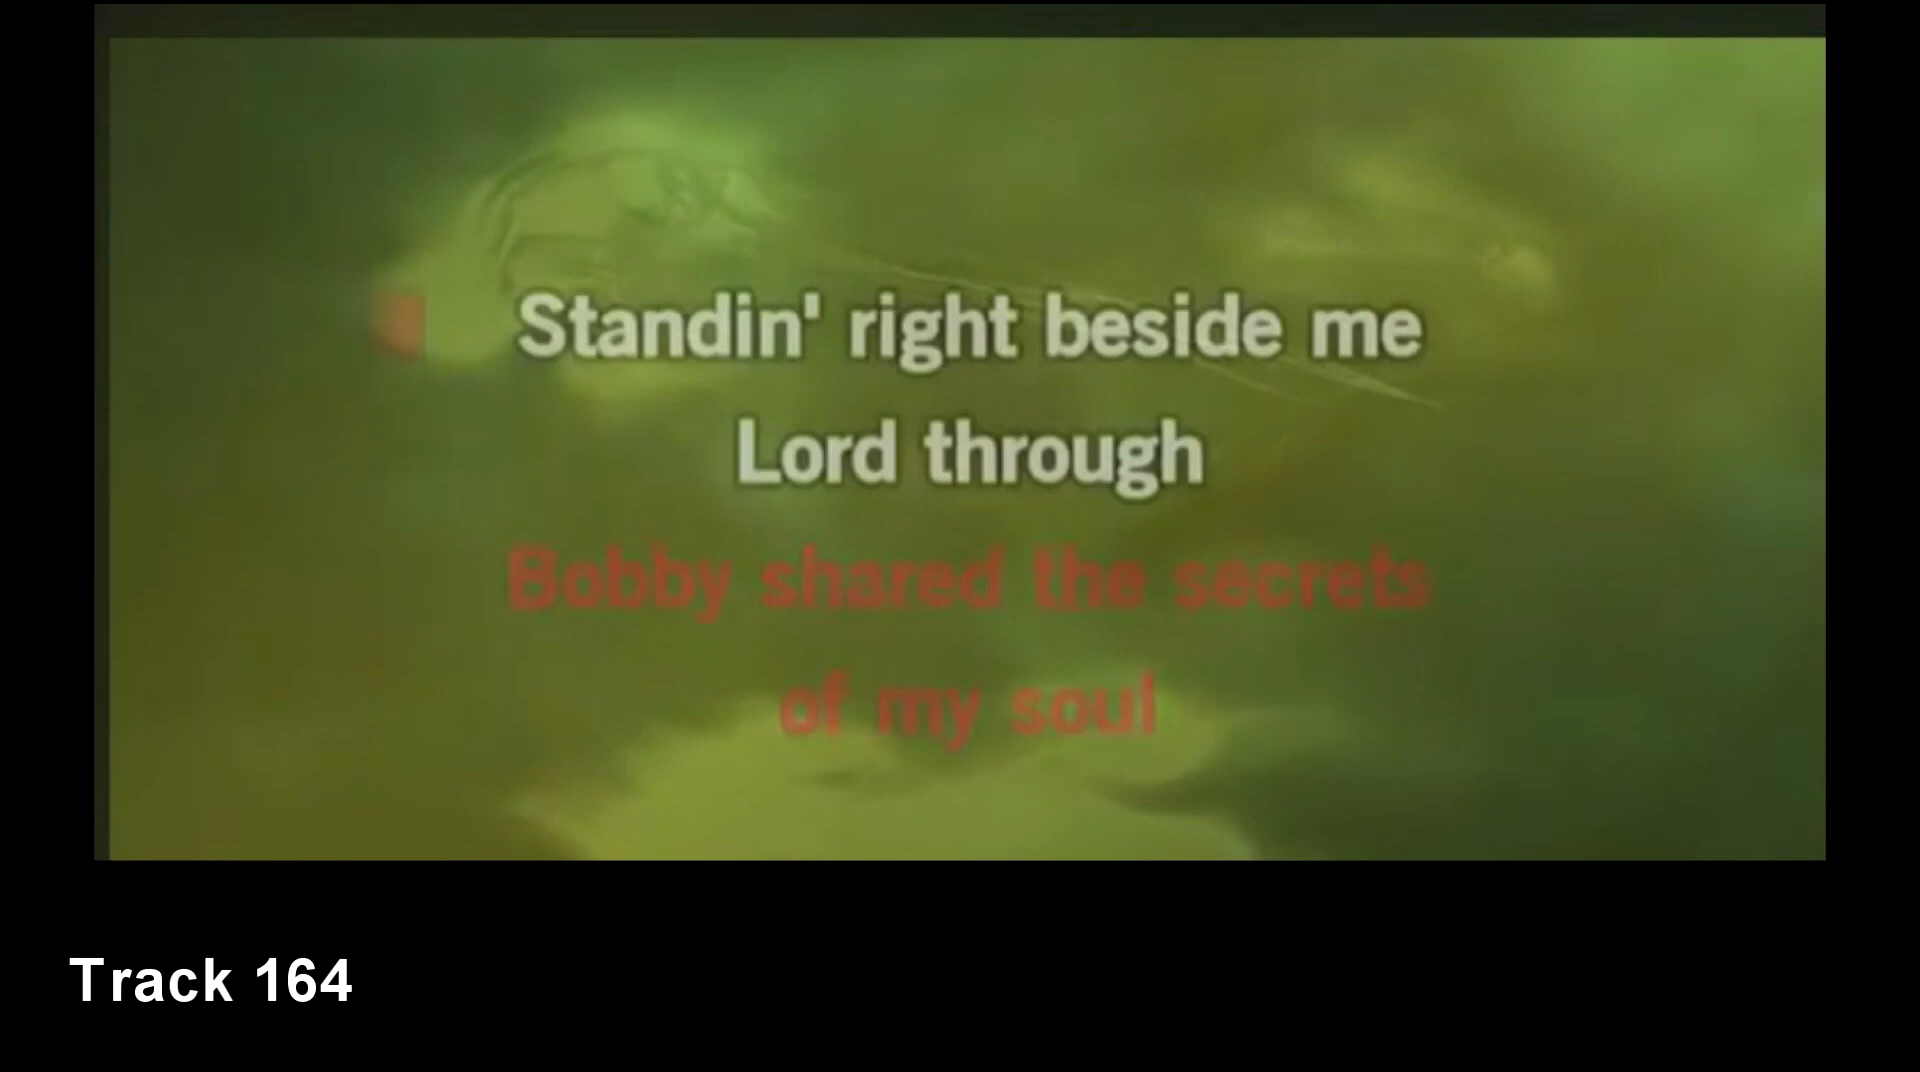 Standin' right beside me
Lord through
Bobby shared the secrets
of my soul
Track 164